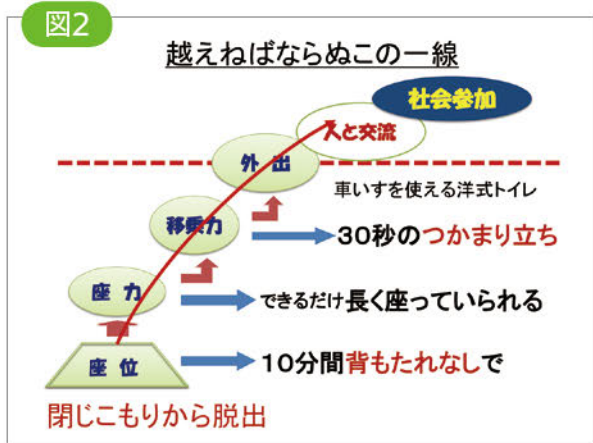 図2
越えねばならぬこの一線
社会参加
人と交流
外出
車いすを使える洋式トイレ
移乗力
30秒のつかまり立ち
座力
できるだけ長く座っていられる
座位
10分間背もたれなしで
閉じこもりから脱出